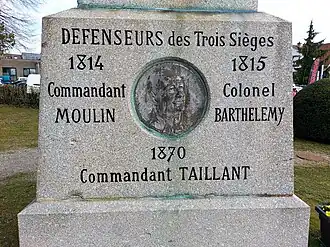 DEFENSEURS des Trois Sièges
1814 1815
Commandant Colonel
MOULIN BARTHELEMY
1870
Commandant TAILLANT